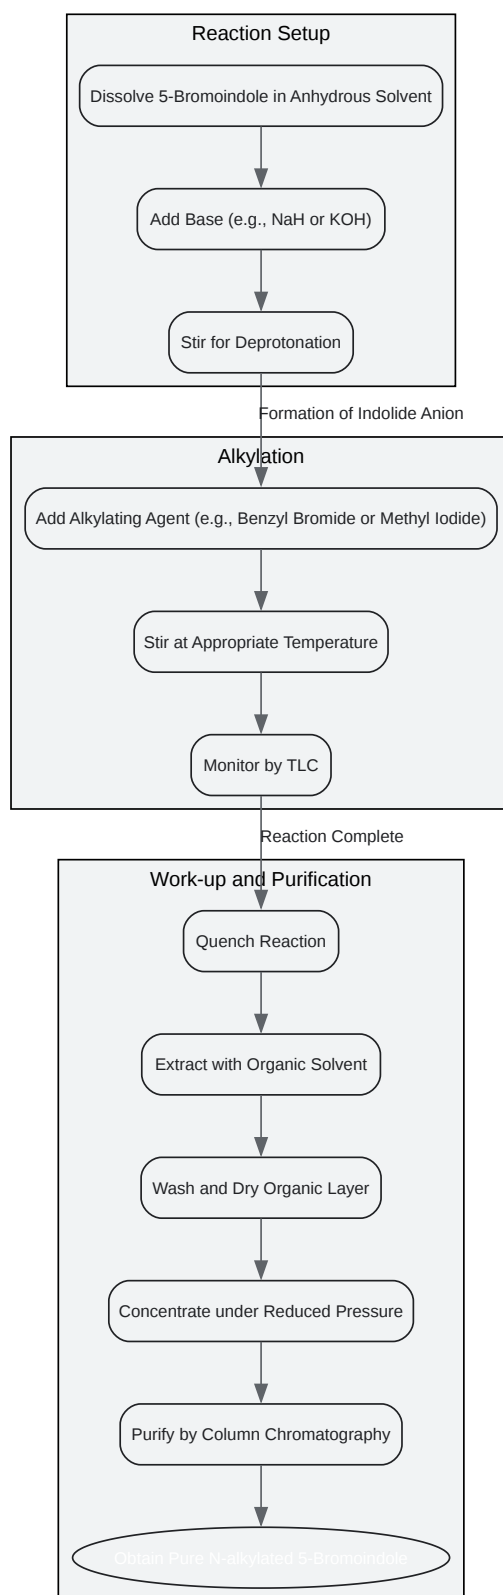 Reaction Setup
Dissolve 5-Bromoindole in Anhydrous Solvent
Add Base (e.g., NaH or KOH)
Stir for Deprotonation
Formation of Indolide Anion
Alkylation
Add Alkylating Agent (e.g., Benzyl Bromide or Methyl Iodide)
Stir at Appropriate Temperature
Monitor by TLC
Reaction Complete
Work-up and Purification
Quench Reaction
Extract with Organic Solvent
Wash and Dry Organic Layer
Concentrate under Reduced Pressure
Purify by Column Chromatography
Obtain Pure N-alkylated 5-Bromoindole